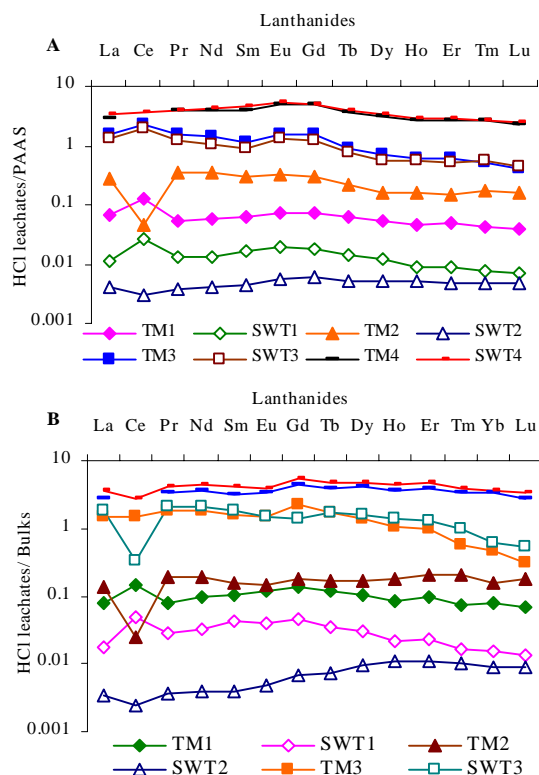 Lanthanides
A
La Ce Pr Nd Sm Eu Gd Tb Dy Ho Er Tm Lu
10
1
0.1
0.01
0.001
HCl leachates/PAAS
TM1 SWT1 TM2 SWT2
TM3 SWT3 TM4 SWT4
Lanthanides
B
La Ce Pr Nd Sm Eu Gd Tb Dy Ho Er Tm Yb Lu
10
1
0.1
0.01
0.001
HCl leachates/ Bulks
TM1 SWT1 TM2
SWT2 TM3 SWT3